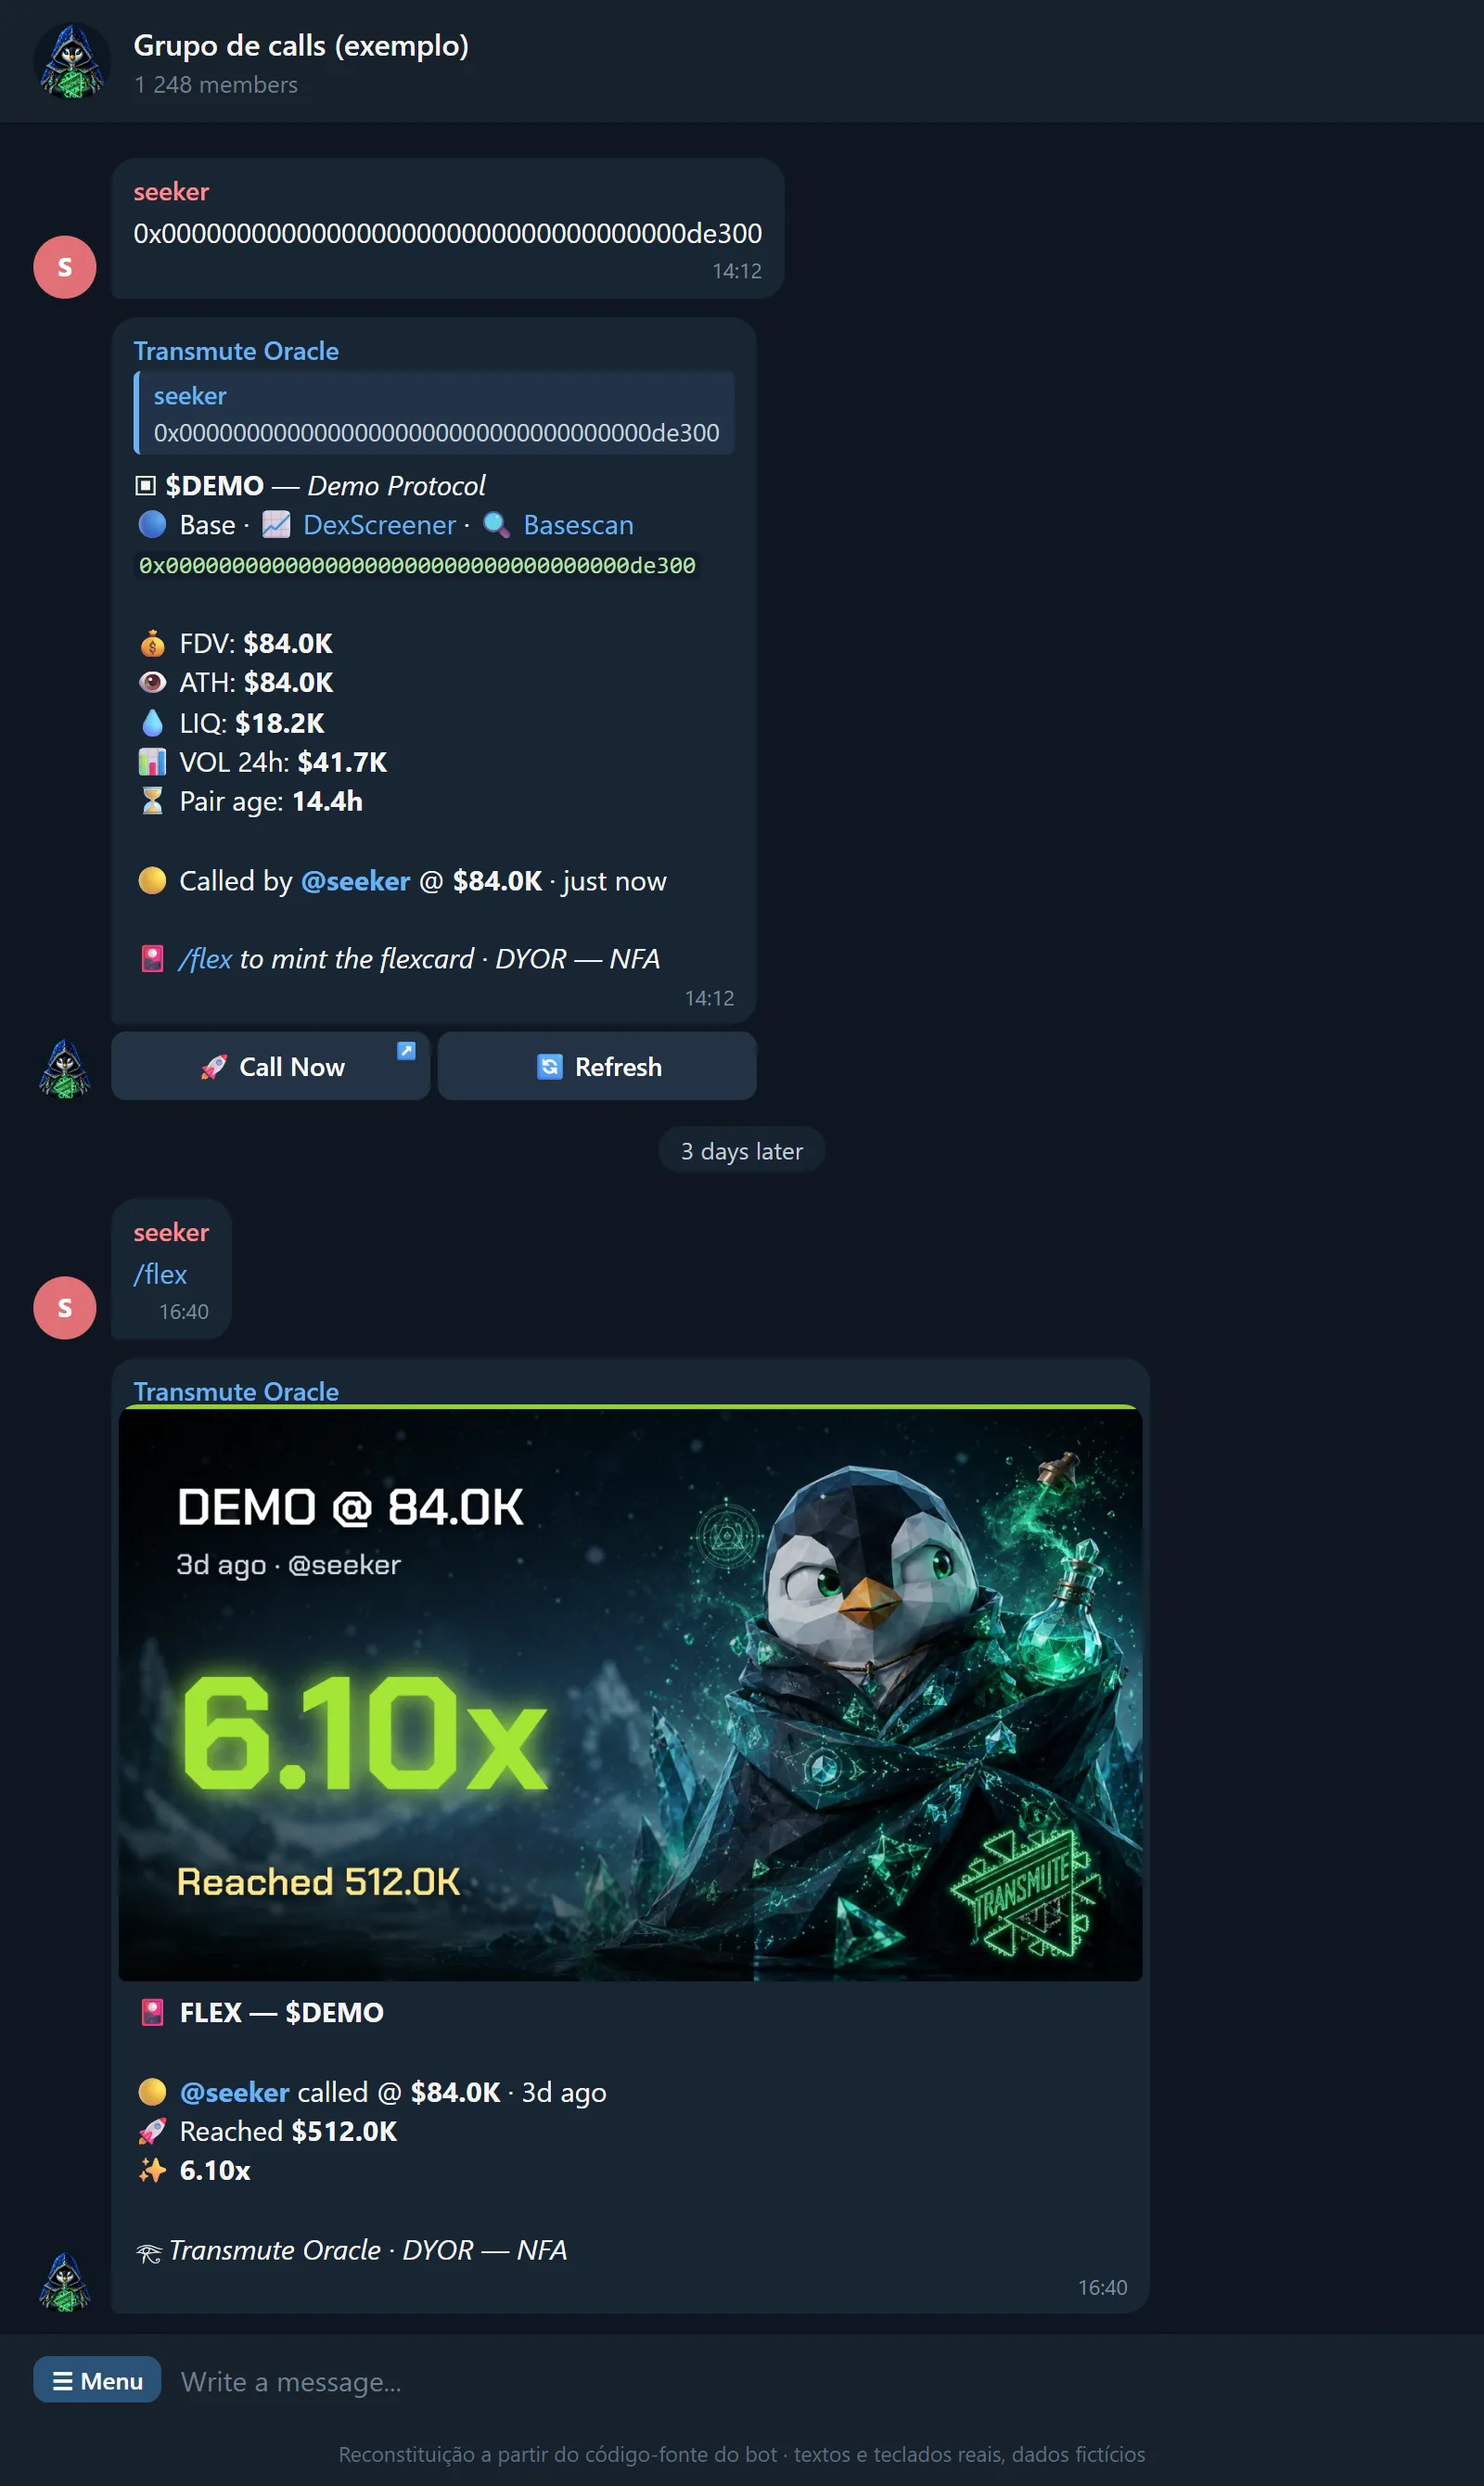 Grupo de calls (exemplo)
1 248 members
seeker
0x00000000000000000000000000000000000de300
S
14:12
Transmute Oracle
seeker
0x00000000000000000000000000000000000de300
$DEMO — Demo Protocol
Base · DexScreener · Basescan
0x00000000000000000000000000000000000de300
FDV: $84.0K
ATH: $84.0K
LIQ: $18.2K
VOL 24h: $41.7K
Pair age: 14.4h
Called by @seeker @ $84.0K · just now
/flex to mint the flexcard · DYOR — NFA
14:12
Call Now
Refresh
3 days later
seeker
/flex
S
16:40
Transmute Oracle
DEMO @ 84.0K
3d ago · @seeker
6.10x
Reached 512.0K
TRANSMUTE
FLEX — $DEMO
@seeker called @ $84.0K · 3d ago
Reached $512.0K
6.10x
Transmute Oracle · DYOR — NFA
16:40
Menu
Write a message...
Reconstituição a partir do código-fonte do bot · textos e teclados reais, dados fictícios